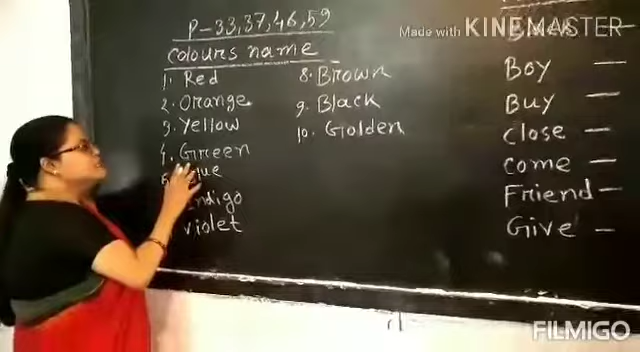 P-33,37,46,59
Colours name
1. Red
2. Orange
3. Yellow
4. Green
Indigo
violet
8. Brown
9. Black
10. Golden
Made with KINEMASTER
Boy —
Buy —
close —
come —
Friend —
Give —
FILMIGO